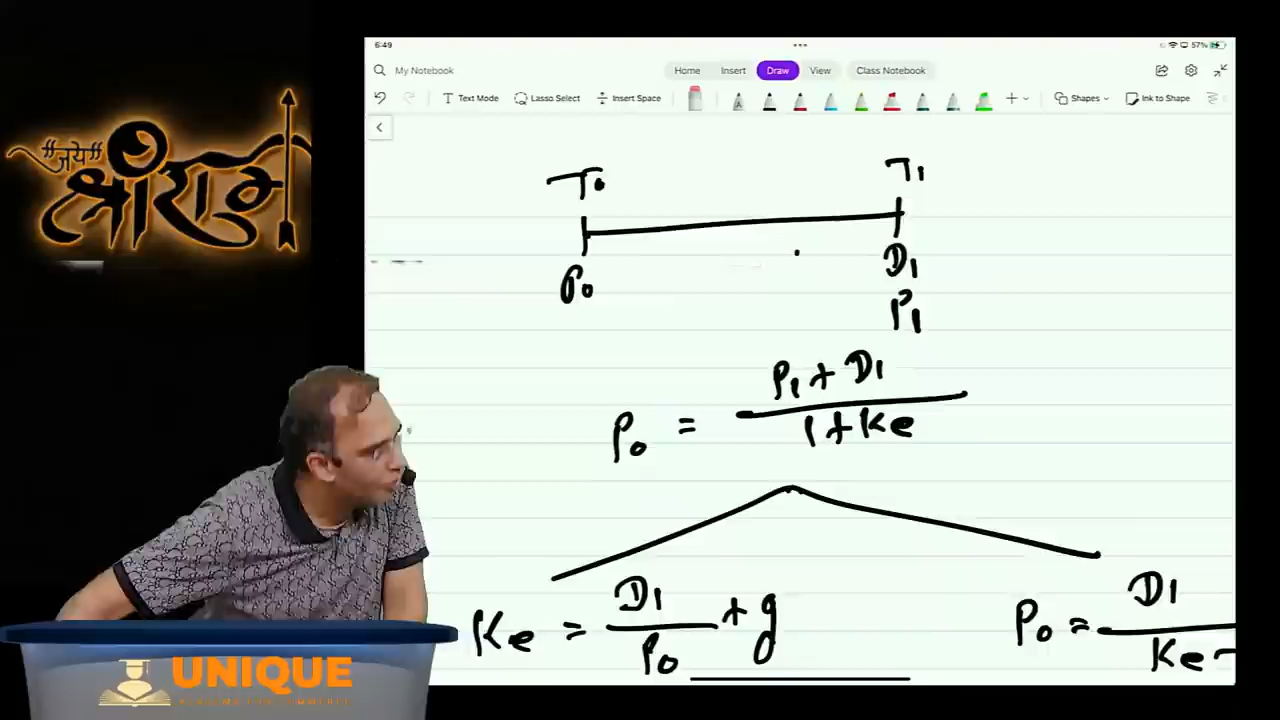 6:49
57%
My Notebook
Home Insert Draw View Class Notebook
Text Mode Lasso Select Insert Space Shapes Ink to Shape
"जय"
श्री राम
T₀ T₁
P₀ D₁
P₁
P₀ = P₁ + D₁ / 1 + Ke
Ke = D₁ / P₀ + g
P₀ = D₁ / Ke -
UNIQUE